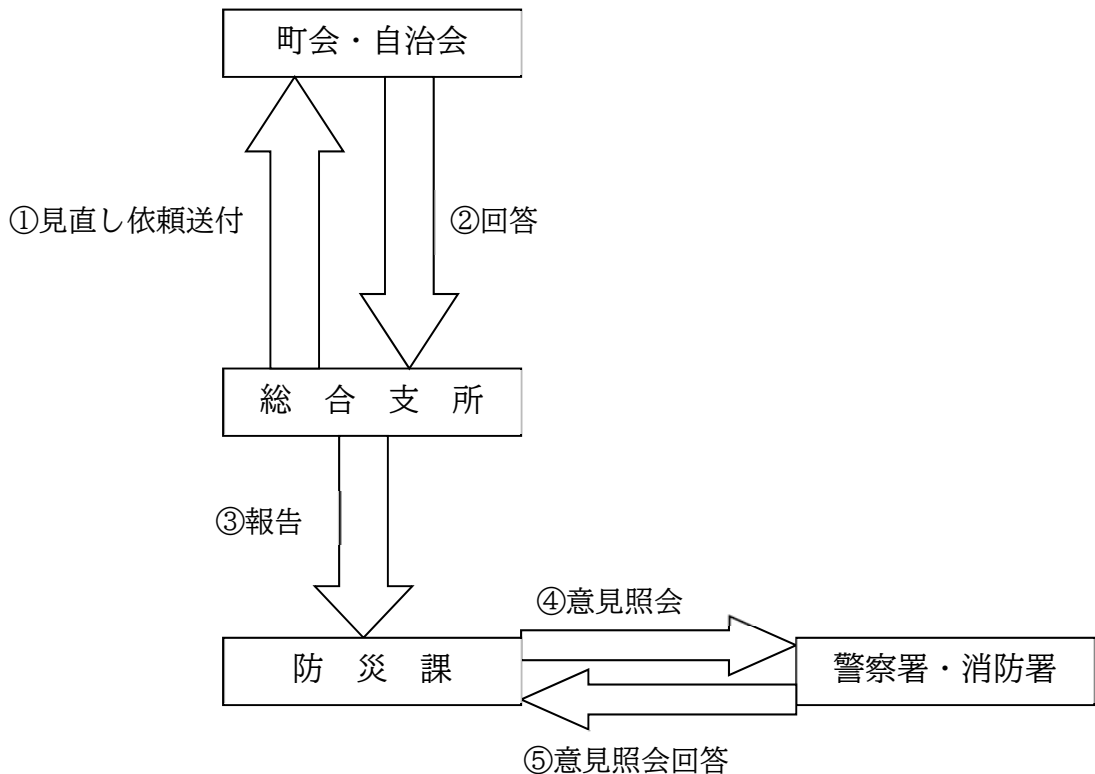 町会・自治会
①見直し依頼送付
②回答
総　合　支　所
③報告
④意見照会
防　災　課
警察署・消防署
⑤意見照会回答